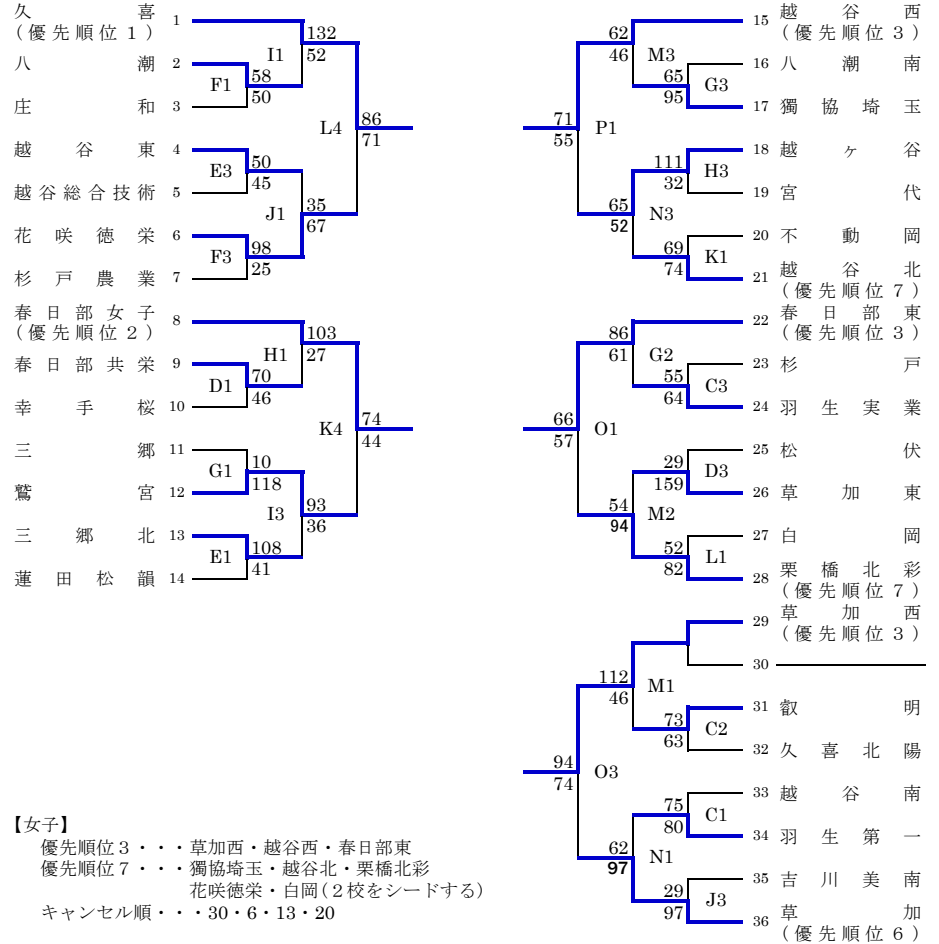 久喜 1
(優先順位1)
I1 132 52
八潮 2
F1 58 50
庄和 3
L4 86 71
越谷東 4
E3 50 45
越谷総合技術 5
J1 35 67
花咲徳栄 6
F3 98 25
杉戸農業 7
春日部女子 8
(優先順位2)
H1 103 27
春日部共栄 9
D1 70 46
幸手桜 10
K4 74 44
三郷 11
G1 10 118
鷲宮 12
I3 93 36
三郷北 13
E1 108 41
蓮田松韻 14
15 越谷西
(優先順位3)
62 46 M3
16 八潮南
65 95 G3
17 獨協埼玉
71 55 P1
18 越ヶ谷
111 32 H3
19 宮代
65 52 N3
20 不動岡
69 74 K1
21 越谷北
(優先順位7)
22 春日部東
(優先順位3)
86 61 G2
23 杉戸
55 64 C3
24 羽生実業
66 57 O1
25 松伏
29 159 D3
26 草加東
54 94 M2
27 白岡
52 82 L1
28 栗橋北彩
(優先順位7)
29 草加西
(優先順位3)
30
112 46 M1
31 叡明
73 63 C2
32 久喜北陽
94 74 O3
33 越谷南
75 80 C1
34 羽生第一
62 97 N1
35 吉川美南
29 97 J3
36 草加
(優先順位6)
【女子】
優先順位3・・・草加西・越谷西・春日部東
優先順位7・・・獨協埼玉・越谷北・栗橋北彩
花咲徳栄・白岡(2校をシードする)
キャンセル順・・・30・6・13・20